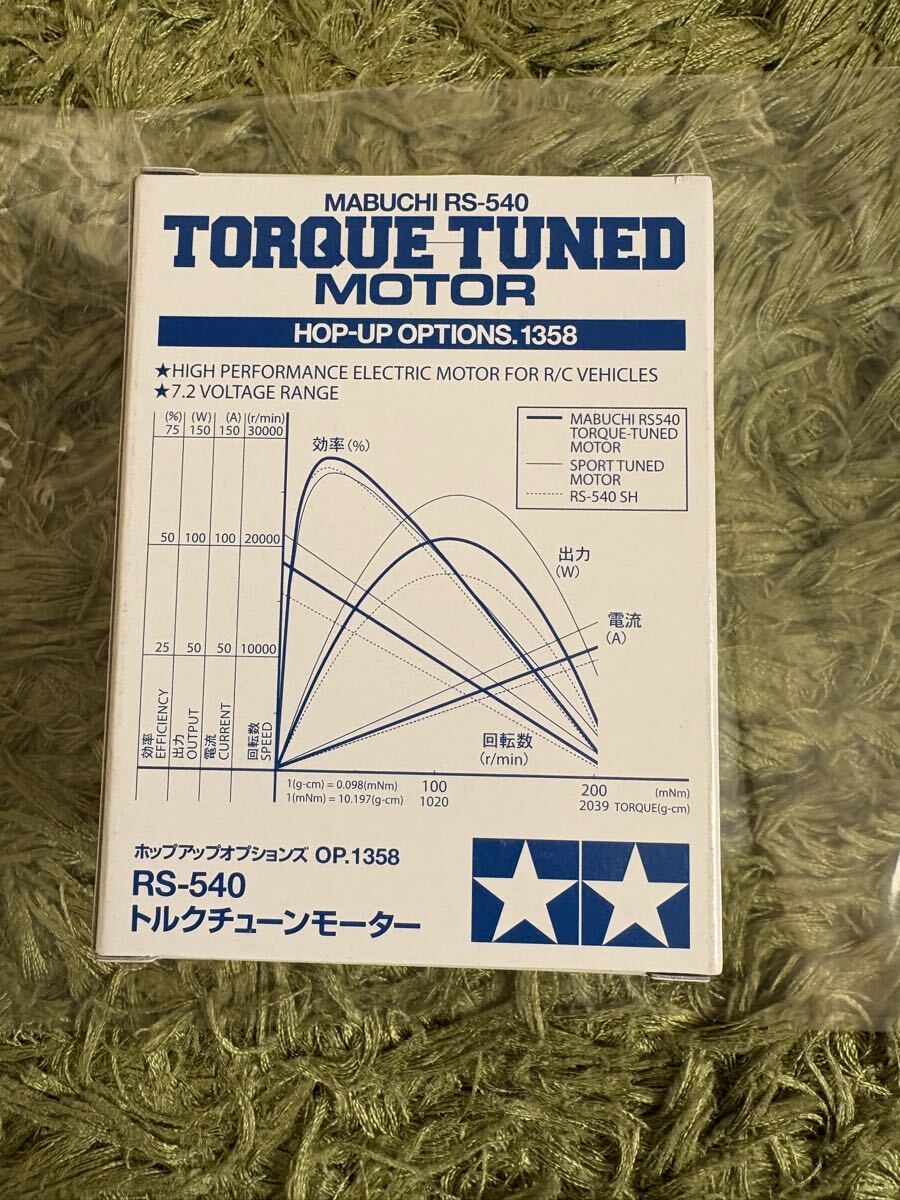 MABUCHI RS-540
TORQUE-TUNED
MOTOR
HOP-UP OPTIONS.1358
★HIGH PERFORMANCE ELECTRIC MOTOR FOR R/C VEHICLES
★7.2 VOLTAGE RANGE
(%) (W) (A) (r/min)
75 150 150 30000
効率(%)
MABUCHI RS540
TORQUE-TUNED
MOTOR
SPORT TUNED
MOTOR
RS-540 SH
50 100 100 20000
出力
(W)
電流
(A)
25 50 50 10000
効率
EFFICIENCY
出力
OUTPUT
電流
CURRENT
回転数
SPEED
回転数
(r/min)
1(g-cm) = 0.098(mNm) 100 200 (mNm)
1(mNm) = 10.197(g-cm) 1020 2039 TORQUE(g-cm)
ホップアップオプションズ OP.1358
RS-540
トルクチューンモーター